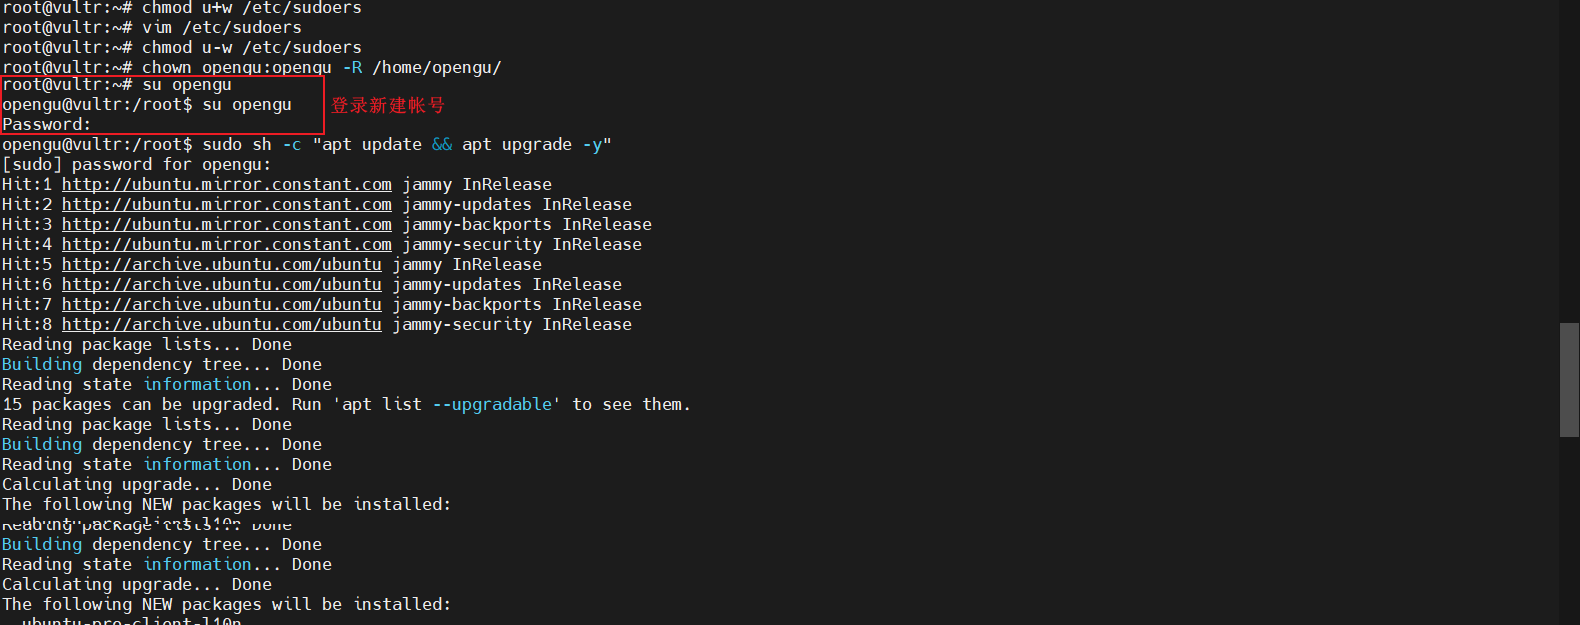 root@vultr:~# chmod u+w /etc/sudoers
root@vultr:~# vim /etc/sudoers
root@vultr:~# chmod u-w /etc/sudoers
root@vultr:~# chown opengu:opengu -R /home/opengu/
root@vultr:~# su opengu
opengu@vultr:/root$ su opengu 登录新建帐号
Password:
opengu@vultr:/root$ sudo sh -c "apt update && apt upgrade -y"
[sudo] password for opengu:
Hit:1 http://ubuntu.mirror.constant.com jammy InRelease
Hit:2 http://ubuntu.mirror.constant.com jammy-updates InRelease
Hit:3 http://ubuntu.mirror.constant.com jammy-backports InRelease
Hit:4 http://ubuntu.mirror.constant.com jammy-security InRelease
Hit:5 http://archive.ubuntu.com/ubuntu jammy InRelease
Hit:6 http://archive.ubuntu.com/ubuntu jammy-updates InRelease
Hit:7 http://archive.ubuntu.com/ubuntu jammy-backports InRelease
Hit:8 http://archive.ubuntu.com/ubuntu jammy-security InRelease
Reading package lists... Done
Building dependency tree... Done
Reading state information... Done
15 packages can be upgraded. Run 'apt list --upgradable' to see them.
Reading package lists... Done
Building dependency tree... Done
Reading state information... Done
Calculating upgrade... Done
The following NEW packages will be installed:
Reading package lists... Done
Building dependency tree... Done
Reading state information... Done
Calculating upgrade... Done
The following NEW packages will be installed:
ubuntu-pro-client-l10n